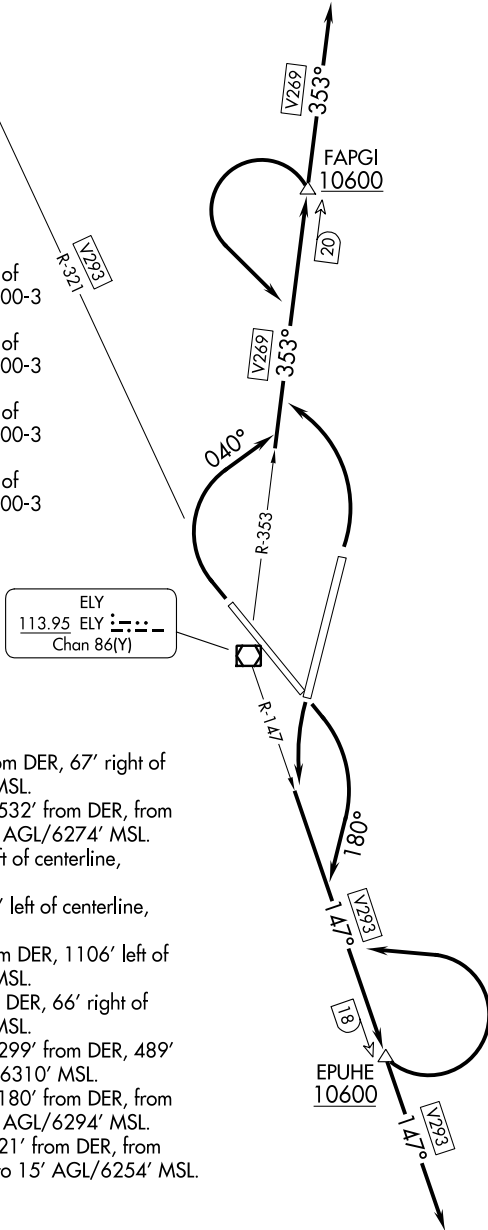 V269
353°
FAPGI
10600
20
V293
R-321
of
00-3
of
00-3
of
00-3
of
00-3
V269
353°
040°
R-353
ELY
113.95 ELY
Chan 86(Y)
R-147
om DER, 67’ right of
MSL.
532’ from DER, from
AGL/6274’ MSL.
ft of centerline,
’ left of centerline,
m DER, 1106’ left of
MSL.
DER, 66’ right of
MSL.
299’ from DER, 489’
6310’ MSL.
180’ from DER, from
AGL/6294’ MSL.
21’ from DER, from
o 15’ AGL/6254’ MSL.
180°
V293
147°
18
EPUHE
10600
V293
147°